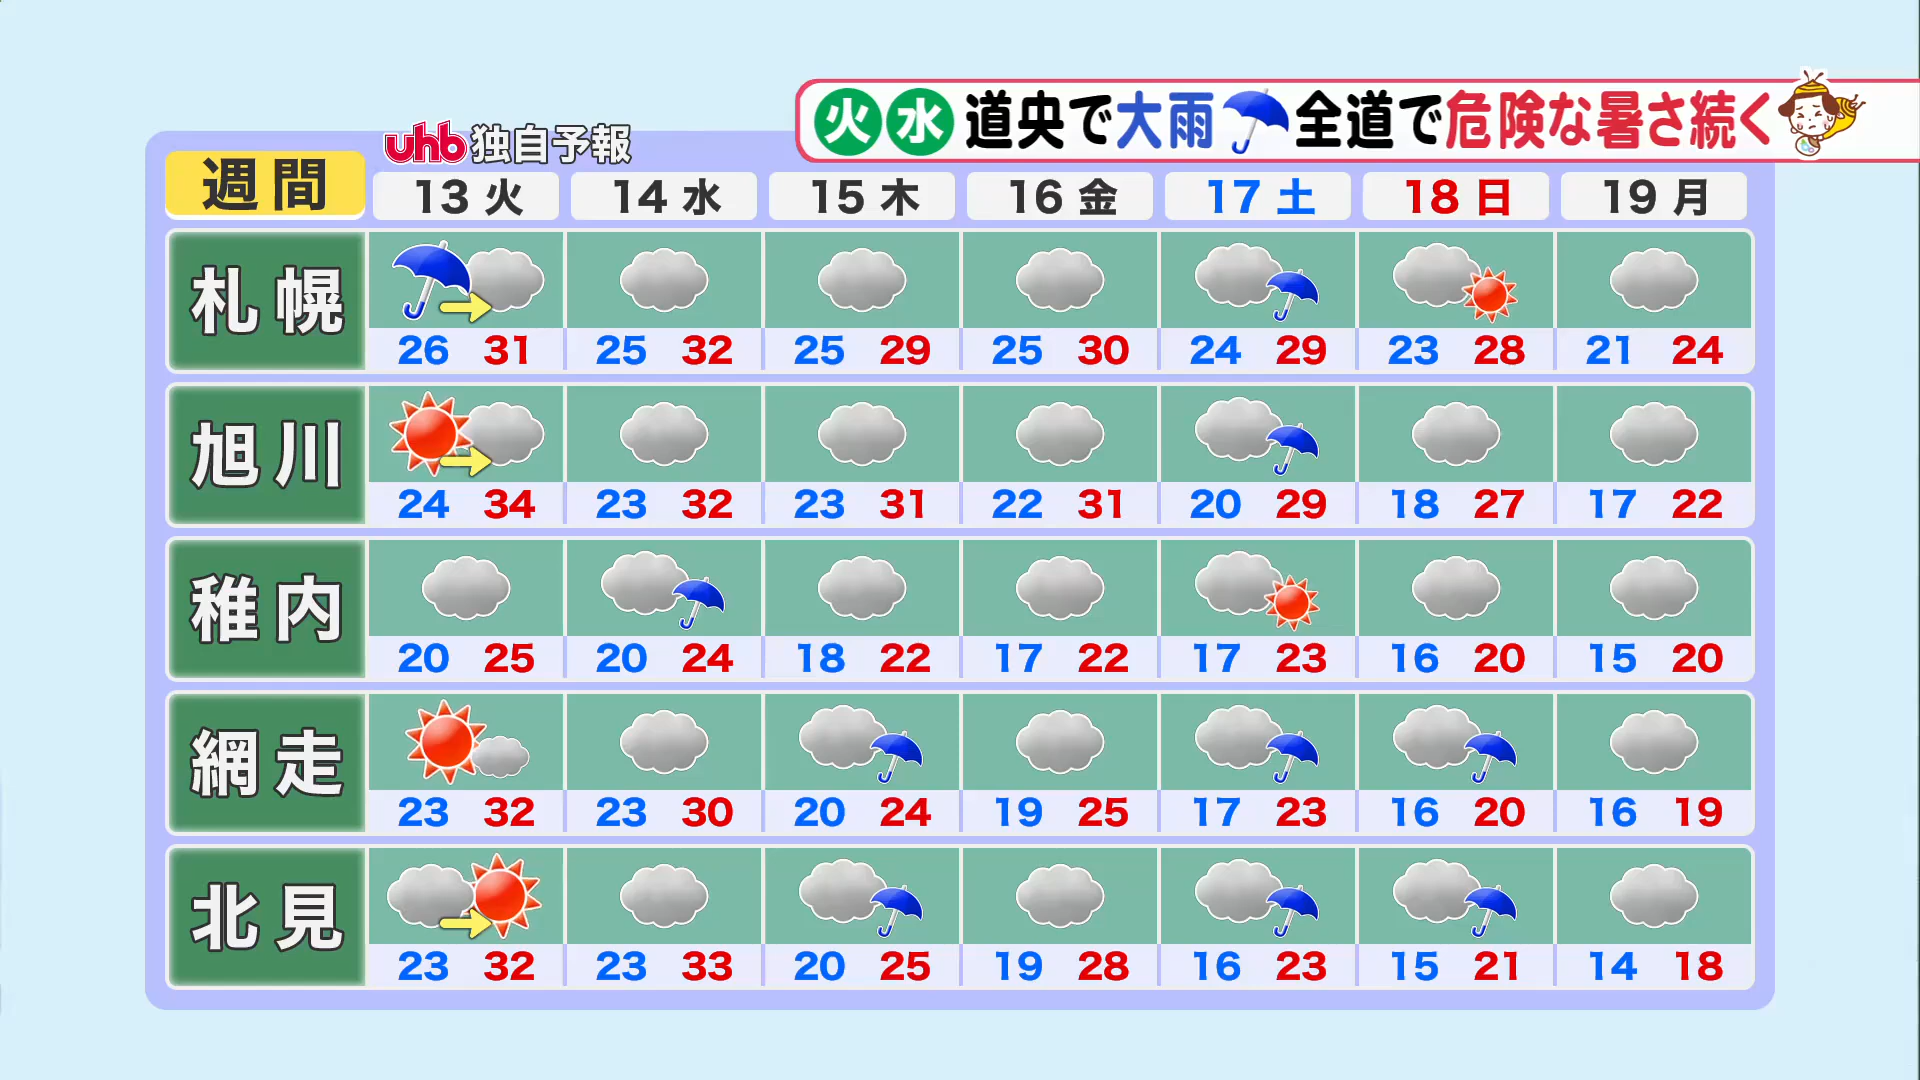 火 水 道央で大雨 全道で危険な暑さ続く
uhb 独自予報
週間 13 火 14 水 15 木 16 金 17 土 18 日 19 月
札幌 26 31 25 32 25 29 25 30 24 29 23 28 21 24
旭川 24 34 23 32 23 31 22 31 20 29 18 27 17 22
稚内 20 25 20 24 18 22 17 22 17 23 16 20 15 20
網走 23 32 23 30 20 24 19 25 17 23 16 20 16 19
北見 23 32 23 33 20 25 19 28 16 23 15 21 14 18